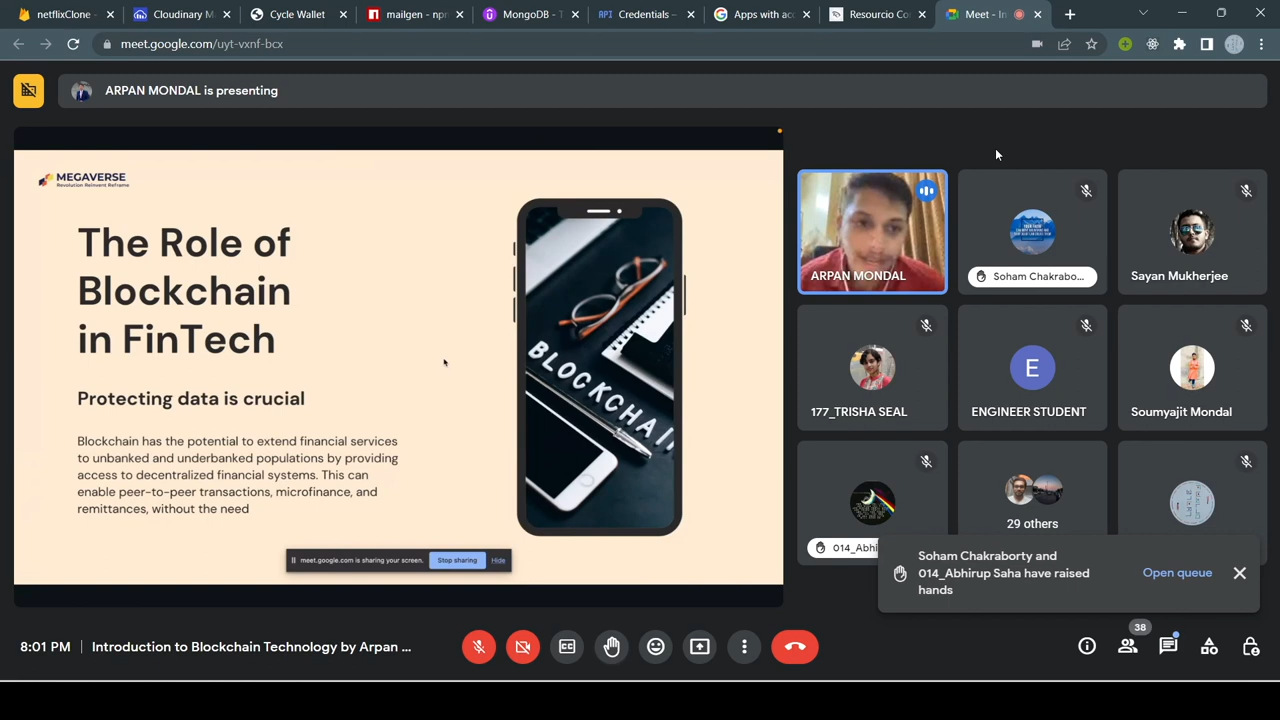 netflixClone -
Cloudinary M
Cycle Wallet
mailgen - npr
MongoDB - T
API
Credentials –
Apps with acc
Resourcio Co
Meet - In
meet.google.com/uyt-vxnf-bcx
ARPAN MONDAL is presenting
MEGAVERSE
Revolution Reinvent Reframe
The Role of
Blockchain
in FinTech
Protecting data is crucial
Blockchain has the potential to extend financial services
to unbanked and underbanked populations by providing
access to decentralized financial systems. This can
enable peer-to-peer transactions, microfinance, and
remittances, without the need
BLOCKCHAIN
meet.google.com is sharing your screen.
Stop sharing
Hide
ARPAN MONDAL
Soham Chakrabo...
Sayan Mukherjee
177_TRISHA SEAL
E
ENGINEER STUDENT
Soumyajit Mondal
014_Abhi
29 others
Soham Chakraborty and
014_Abhirup Saha have raised
hands
Open queue
8:01 PM
Introduction to Blockchain Technology by Arpan ...
38